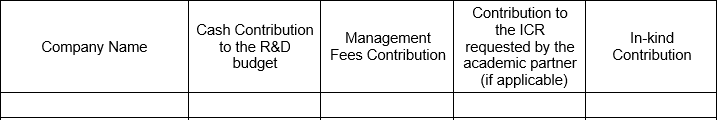 Company Name
Cash Contribution
to the R&D
budget
Management
Fees Contribution
Contribution to
the ICR
requested by the
academic partner
(if applicable)
In-kind
Contribution